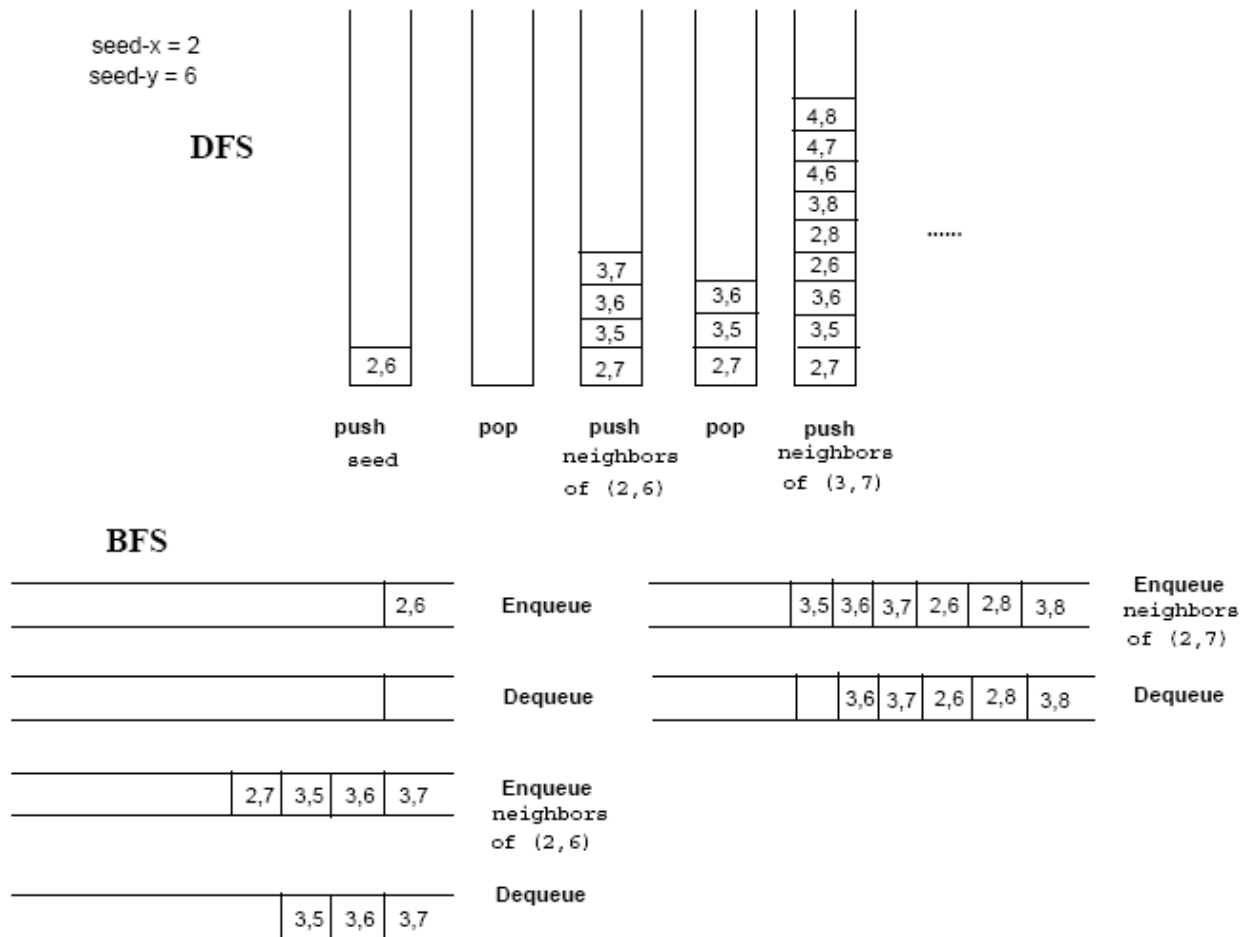 seed-x = 2
seed-y = 6
DFS
2,6
push
seed
pop
3,7
3,6
3,5
2,7
push
neighbors
of (2,6)
3,6
3,5
2,7
pop
4,8
4,7
4,6
3,8
2,8
2,6
3,6
3,5
2,7
push
neighbors
of (3,7)
......
BFS
2,6
Enqueue
Dequeue
2,7 3,5 3,6 3,7
Enqueue
neighbors
of (2,6)
3,5 3,6 3,7
Dequeue
3,5 3,6 3,7 2,6 2,8 3,8
Enqueue
neighbors
of (2,7)
3,6 3,7 2,6 2,8 3,8
Dequeue